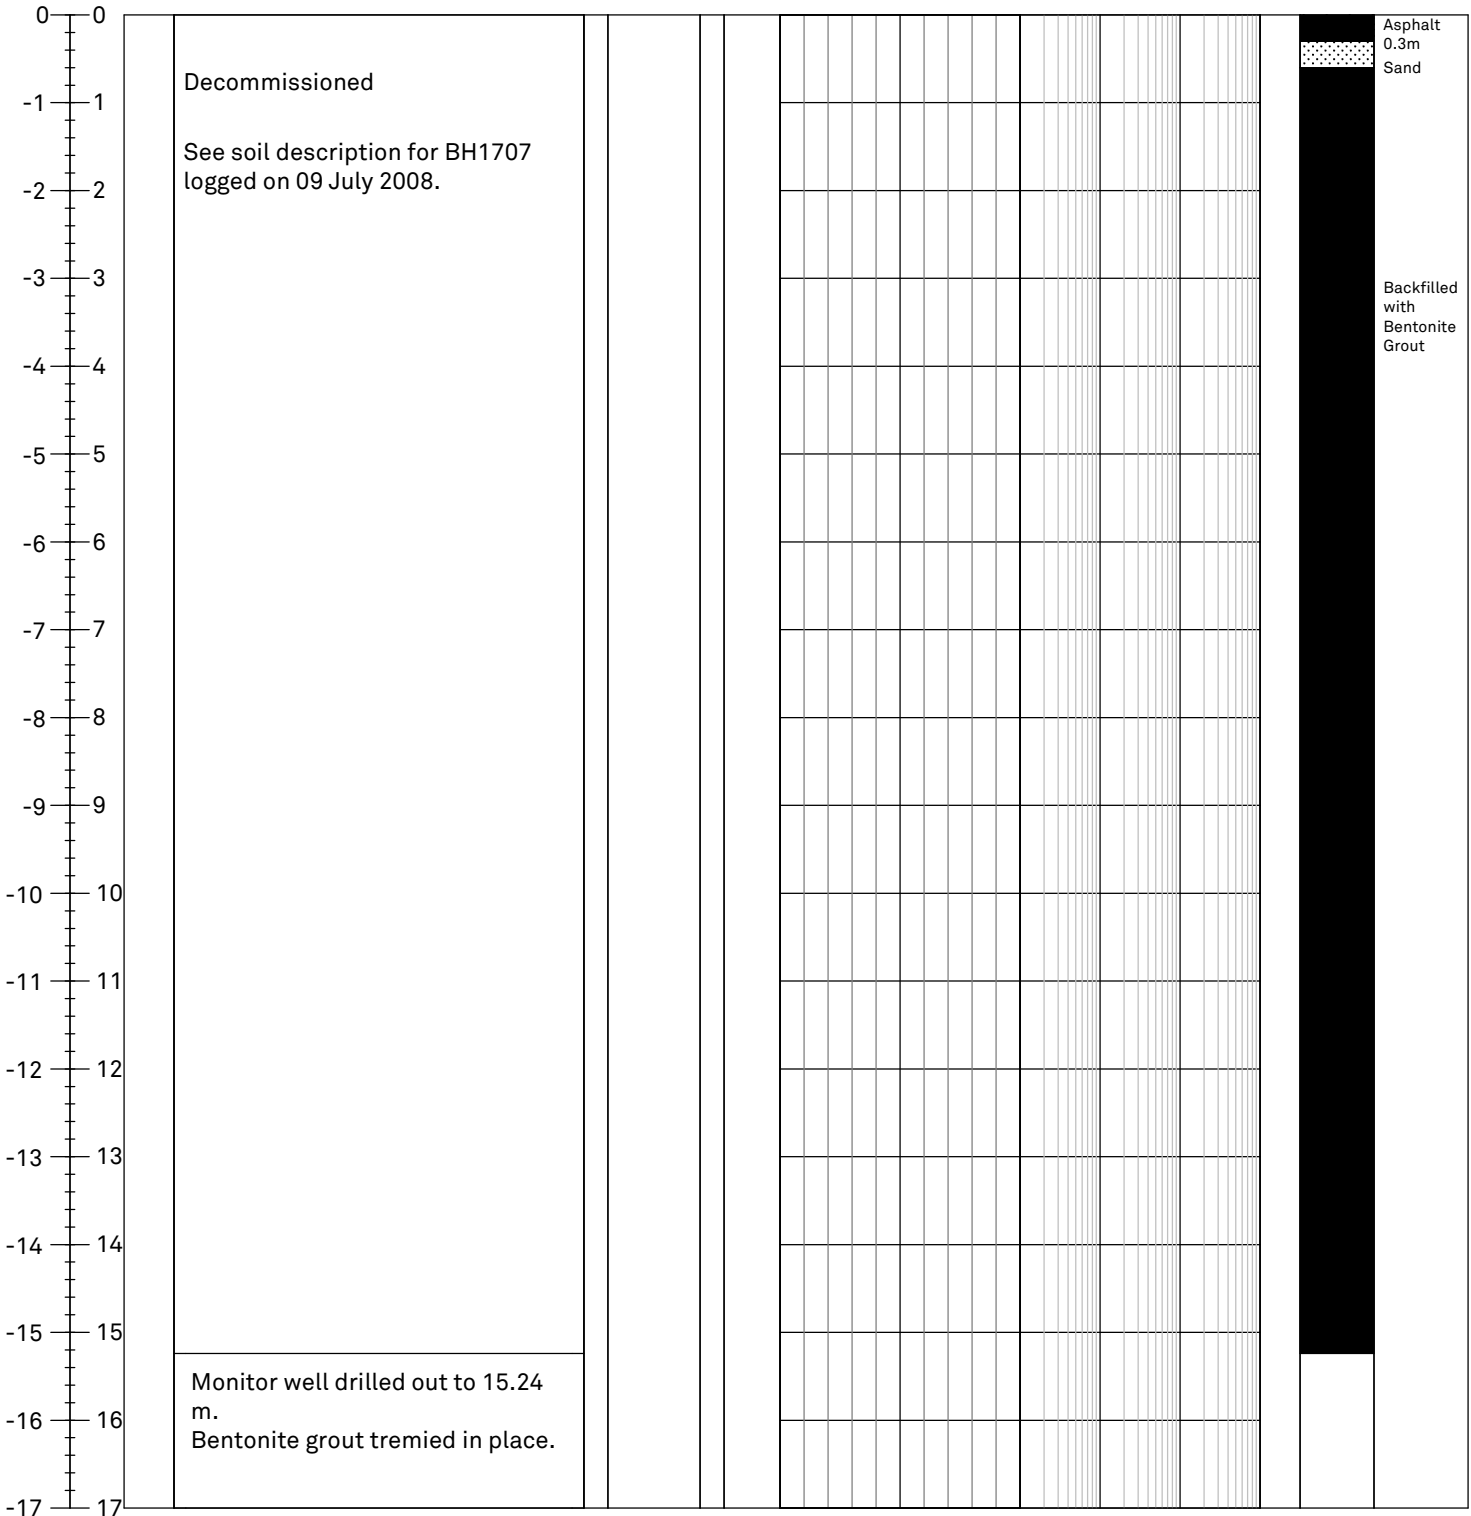 0 0
Asphalt
0.3m
Sand
Decommissioned
-1 1
See soil description for BH1707
logged on 09 July 2008.
-2 2
-3 3
Backfilled
with
Bentonite
Grout
-4 4
-5 5
-6 6
-7 7
-8 8
-9 9
-10 10
-11 11
-12 12
-13 13
-14 14
-15 15
Monitor well drilled out to 15.24
m.
-16 16
Bentonite grout tremied in place.
-17 17